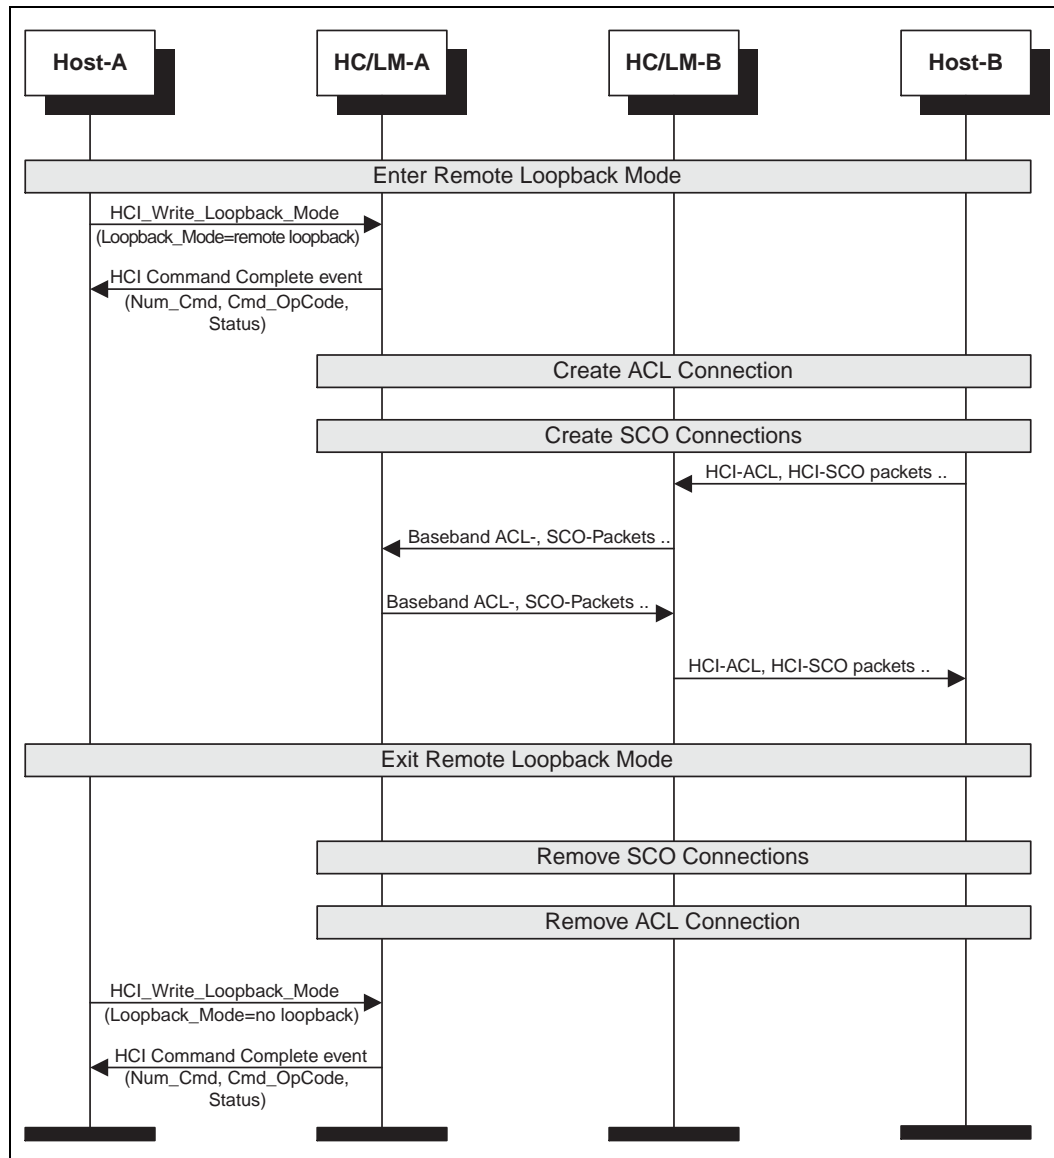 Host-A
HC/LM-A
HC/LM-B
Host-B
Enter Remote Loopback Mode
HCI_Write_Loopback_Mode
(Loopback_Mode=remote loopback)
HCI Command Complete event
(Num_Cmd, Cmd_OpCode,
Status)
Create ACL Connection
Create SCO Connections
HCI-ACL, HCI-SCO packets ..
Baseband ACL-, SCO-Packets ..
Baseband ACL-, SCO-Packets ..
HCI-ACL, HCI-SCO packets ..
Exit Remote Loopback Mode
Remove SCO Connections
Remove ACL Connection
HCI_Write_Loopback_Mode
(Loopback_Mode=no loopback)
HCI Command Complete event
(Num_Cmd, Cmd_OpCode,
Status)